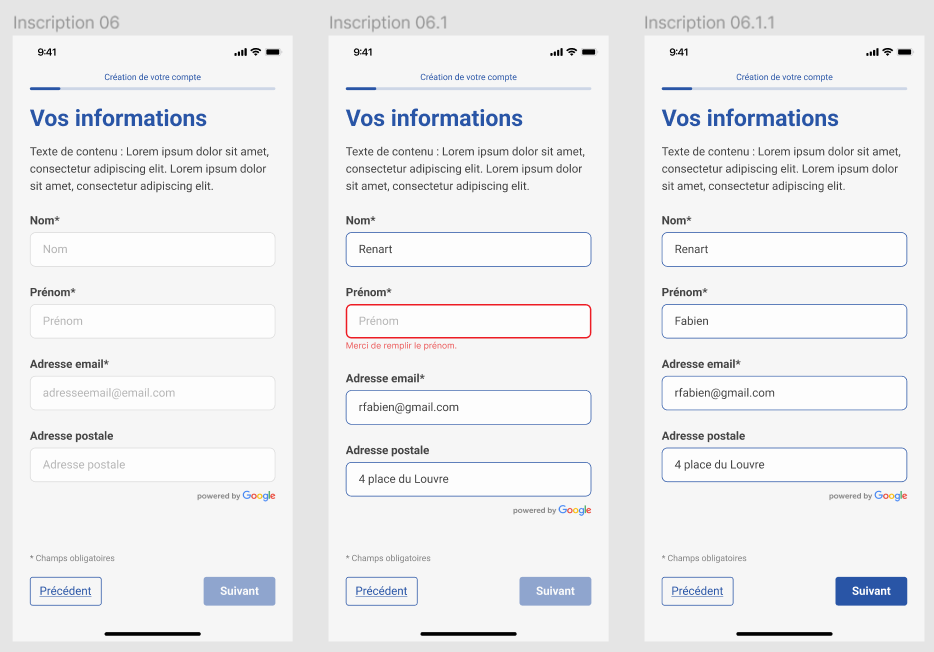 Inscription 06
9:41
Création de votre compte
Vos informations
Texte de contenu : Lorem ipsum dolor sit amet,
consectetur adipiscing elit. Lorem ipsum dolor
sit amet, consectetur adipiscing elit.
Nom*
Nom
Prénom*
Prénom
Adresse email*
adresseemail@email.com
Adresse postale
Adresse postale
powered by Google
* Champs obligatoires
Précédent
Suivant
Inscription 06.1
9:41
Création de votre compte
Vos informations
Texte de contenu : Lorem ipsum dolor sit amet,
consectetur adipiscing elit. Lorem ipsum dolor
sit amet, consectetur adipiscing elit.
Nom*
Renart
Prénom*
Prénom
Merci de remplir le prénom.
Adresse email*
rfabien@gmail.com
Adresse postale
4 place du Louvre
powered by Google
* Champs obligatoires
Précédent
Suivant
Inscription 06.1.1
9:41
Création de votre compte
Vos informations
Texte de contenu : Lorem ipsum dolor sit amet,
consectetur adipiscing elit. Lorem ipsum dolor
sit amet, consectetur adipiscing elit.
Nom*
Renart
Prénom*
Fabien
Adresse email*
rfabien@gmail.com
Adresse postale
4 place du Louvre
powered by Google
* Champs obligatoires
Précédent
Suivant